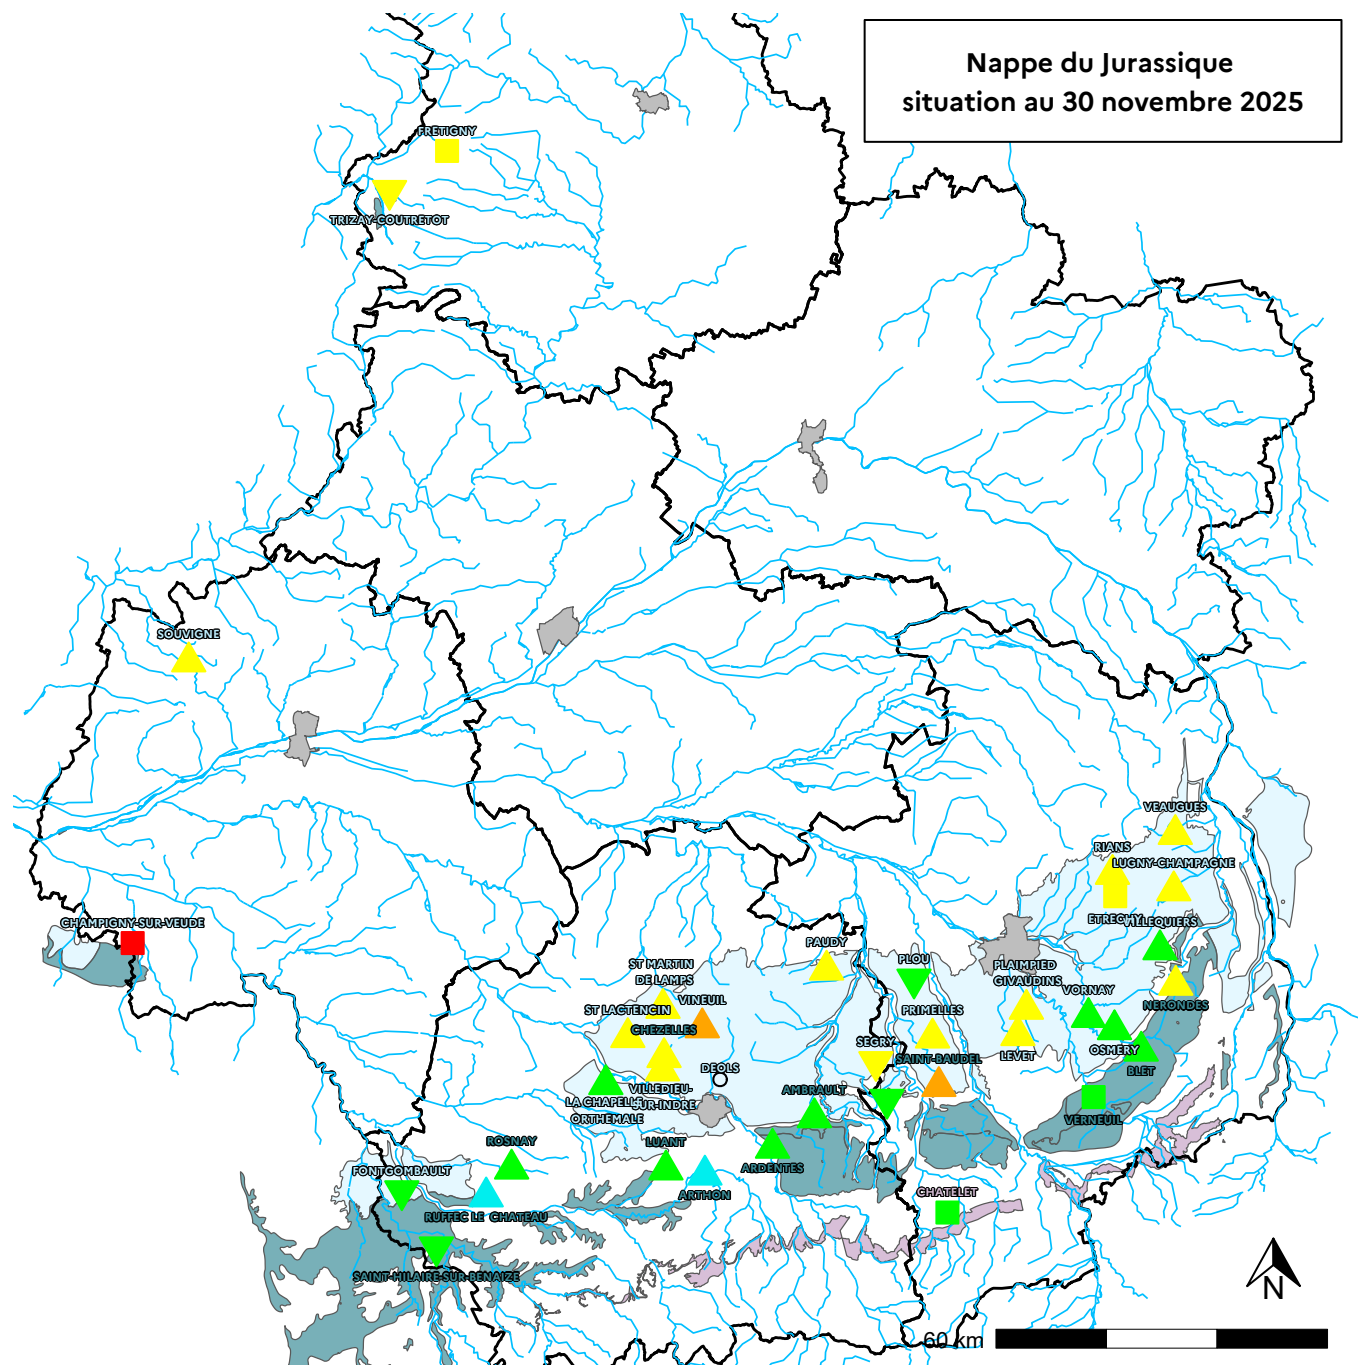 Nappe du Jurassique
situation au 30 novembre 2025
FRETIGNY
TRIZAY-COUTRETOT
SOUVIGNE
VEAUGUES
RIANS
LUGNY-CHAMPAGNE
ETRECHY
VILLEQUIERS
CHAMPIGNY-SUR-VEUDE
PAUDY
PLOU
ST MARTIN
DE LAMPS
PLAIMPIED
GIVAUDINS
VORNAY
NERONDES
VINEUIL
ST LACTENCIN
CHEZELLES
PRIMELLES
SEGRY
LEVET
OSMERY
SAINT-BAUDEL
BLET
DEOLS
VILLEDIEU-
SUR-INDRE
AMBRAULT
LA CHAPELLE
ORTHEMALE
VERNEUIL
ROSNAY
LUANT
ARDENTES
FONTGOMBAULT
ARTHON
CHATELET
RUFFEC LE CHATEAU
SAINT-HILAIRE-SUR-BENAIZE
N
60 km